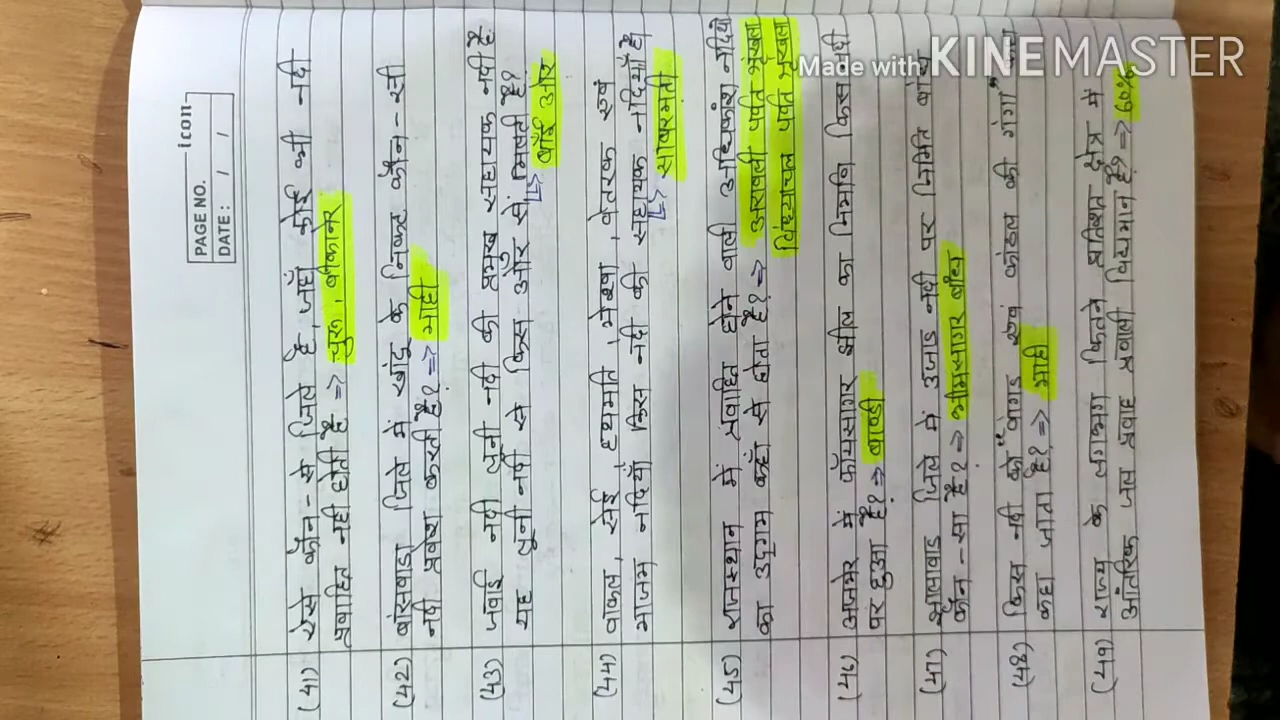 icon
PAGE NO.
DATE: / /
(41) ऐसे कौन-से जिले है, जहाँ कोई भी नदी
प्रवाहित नही होती है => चुरू, बीकानेर
(42) बांसवाडा जिले में खांदू के निकट कौन-सी
नदी प्रवेश करती है? => माही
(43) जवाई नदी लूनी नदी की प्रमुख सहायक नदी है
यह लूनी नदी से किस ओर से मिलती है?
↳ बाँई ओर
(44) वाकल, सेई, हथमति, मेश्वा, वेतरक एवं
माजम नदियाँ किस नदी की सहायक नदियाँ है?
↳ साबरमती
(45) राजस्थान में प्रवाहित होने वाली अधिकांश नदियों
का उद्गम कहाँ से होता है? => अरावली पर्वत श्रृंखला
विंध्याचल पर्वत श्रृंखला
(46) अजमेर में फॉयसागर झील का निर्माण किस नदी
पर हुआ है? => बाण्डी
(47) झालावाड जिले में उजाड नदी पर निर्मित बांध
कौन-सा है? => भीमसागर बाँध
(48) किस नदी को "वागड एवं कांठल की गंगा"
कहा जाता है? => माही
(49) राज्य के लगभग कितने प्रतिशत क्षेत्र में
आंतरिक जल प्रवाह प्रणाली विद्यमान है? => 60%
Made with KINEMASTER